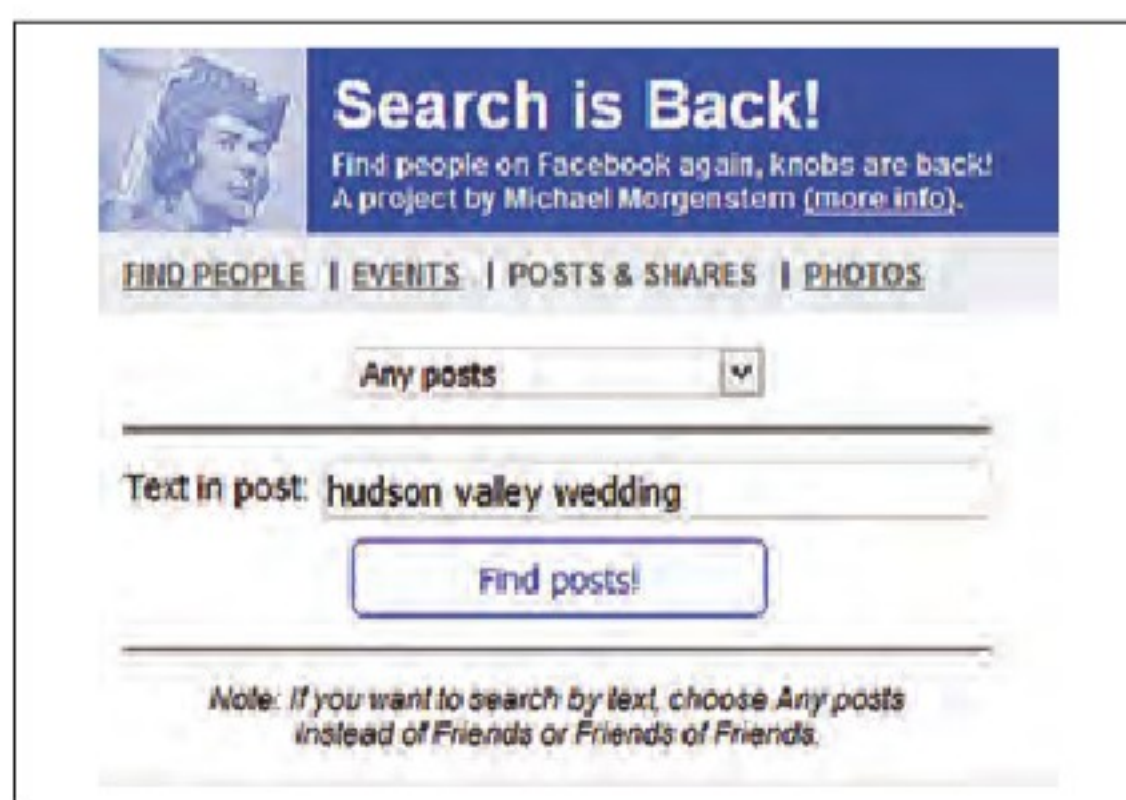 Search is Back!
Find people on Facebook again, knobs are back!
A project by Michael Morgenstern (more info).
FIND PEOPLE | EVENTS | POSTS & SHARES | PHOTOS
Any posts
Text in post: hudson valley wedding
Find posts!
Note: If you want to search by text, choose Any posts
instead of Friends or Friends of Friends.